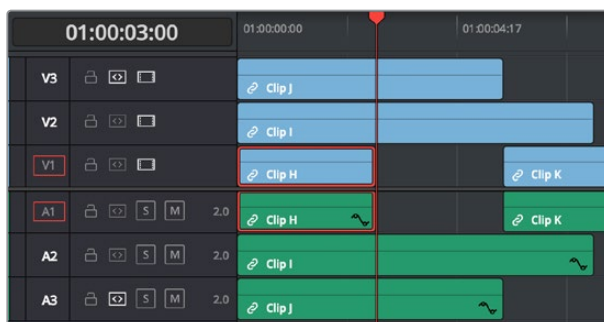 01:00:03:00 01:00:00:00 01:00:04:17
V3 Clip J
V2 Clip I
V1 Clip H Clip K
A1 S M 2.0 Clip H Clip K
A2 S M 2.0 Clip I
A3 S M 2.0 Clip J